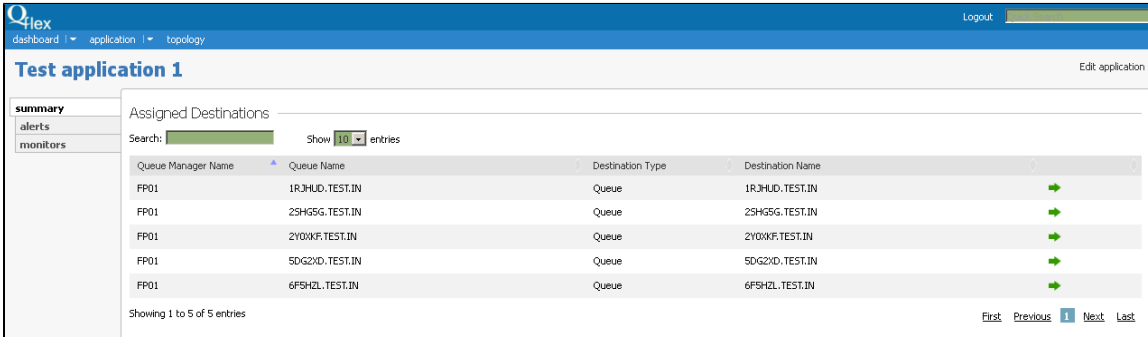 Qflex
Logout
dashboard application topology
Test application 1
Edit application
summary
alerts
monitors
Assigned Destinations
Search: Show 10 entries
Queue Manager Name Queue Name Destination Type Destination Name
FP01 1RJHUD.TEST.IN Queue 1RJHUD.TEST.IN
FP01 2SHG5G.TEST.IN Queue 2SHG5G.TEST.IN
FP01 2Y0XKF.TEST.IN Queue 2Y0XKF.TEST.IN
FP01 5DG2XD.TEST.IN Queue 5DG2XD.TEST.IN
FP01 6F5HZL.TEST.IN Queue 6F5HZL.TEST.IN
Showing 1 to 5 of 5 entries
First Previous 1 Next Last